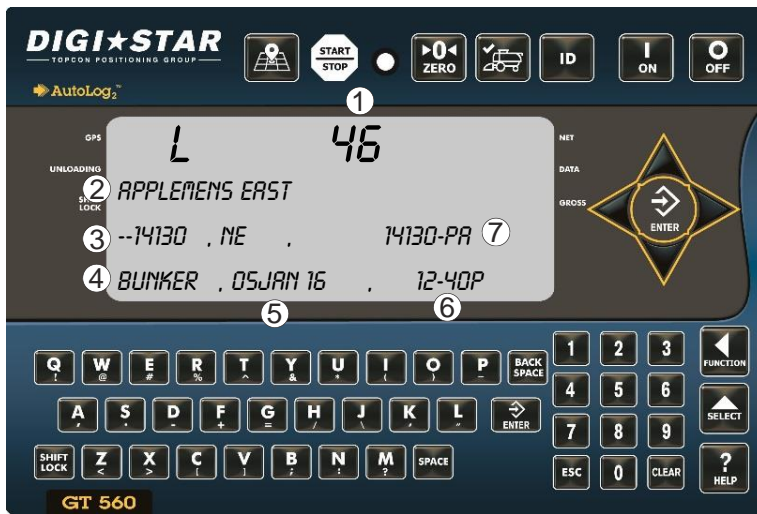 DIGI★STAR
TOPCON POSITIONING GROUP
AutoLog2™
START
STOP
▶0◀
ZERO
ID
I
ON
O
OFF
1
GPS
UNLOADING
LOCK
NET
DATA
GROSS
L 46
2 APPLEMENS EAST
3 --14130 , NE , 14130-PA 7
4 BUNKER , 05JAN 16 , 12-40P
5 6
ENTER
Q ! W @ E # R % T ^ Y & U * I ( O ) P _ BACK SPACE
A S D - F + G = H / J \ K L ENTER
SHIFT LOCK Z < X > C [ V ] B ; N : M ? SPACE
1 2 3
4 5 6
7 8 9
ESC 0 CLEAR
FUNCTION
SELECT
?
HELP
GT 560